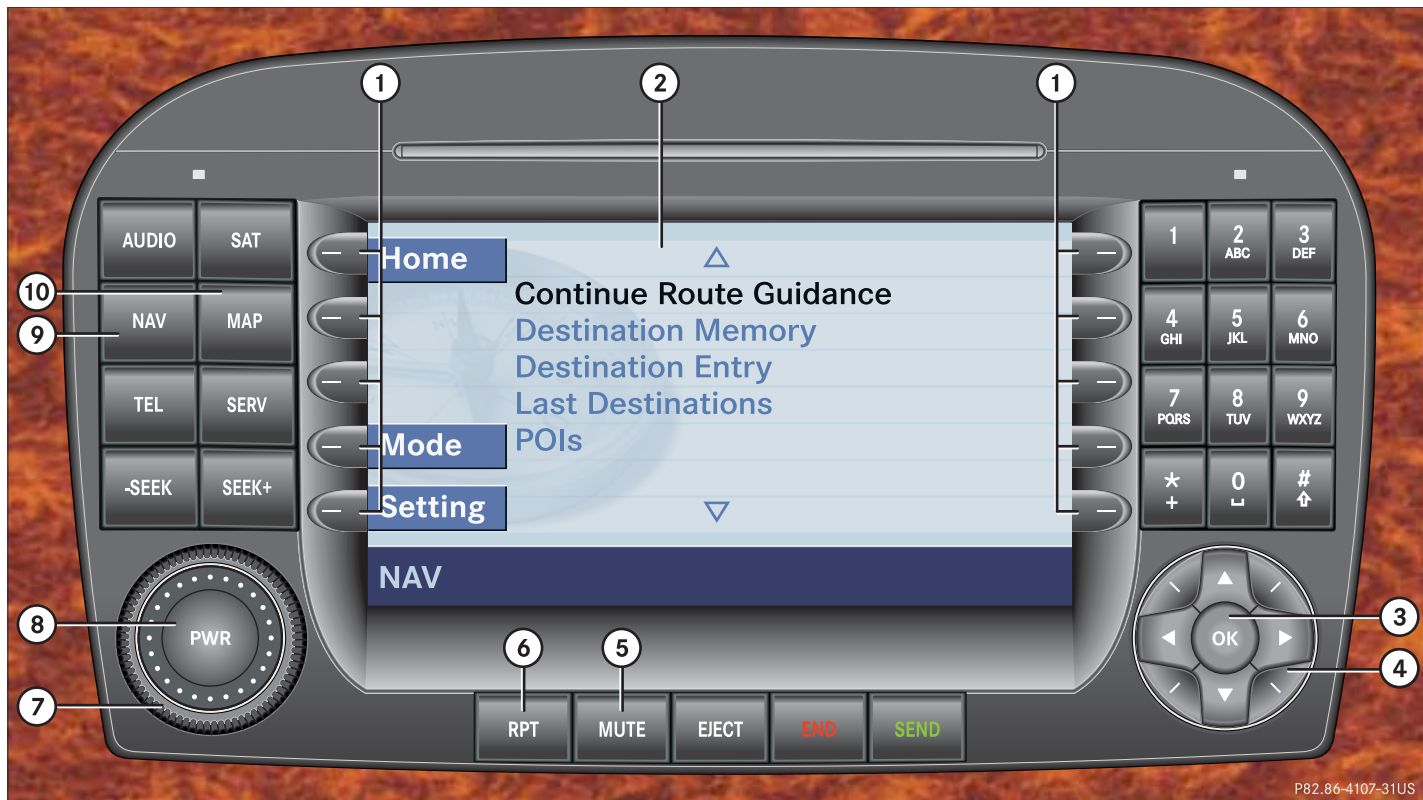 1
2
1
AUDIO
SAT
10
NAV
MAP
9
TEL
SERV
-SEEK
SEEK+
8
PWR
7
Home
Continue Route Guidance
Destination Memory
Destination Entry
Last Destinations
Mode
POIs
Setting
NAV
1
2
ABC
3
DEF
4
GHI
5
JKL
6
MNO
7
PQRS
8
TUV
9
WXYZ
*
+
0
#
OK
3
4
6
5
RPT
MUTE
EJECT
END
SEND
P82.86-4107-31US